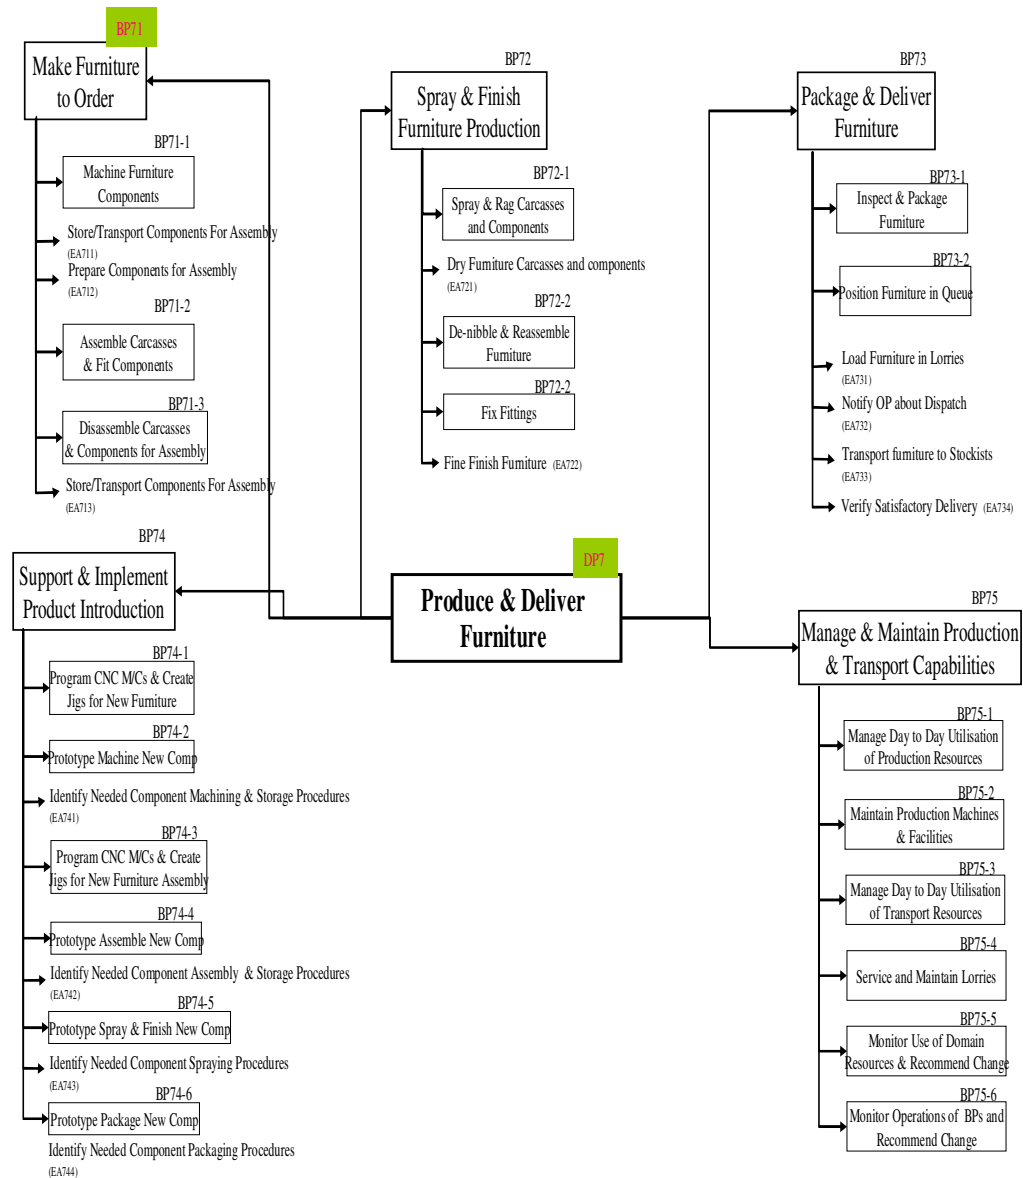 BP71
Make Furniture
to Order
BP71-1
Machine Furniture
Components
Store/Transport Components For Assembly
(EA711)
Prepare Components for Assembly
(EA712)
BP71-2
Assemble Carcasses
& Fit Components
BP71-3
Disassemble Carcasses
& Components for Assembly
Store/Transport Components For Assembly
(EA713)
BP72
Spray & Finish
Furniture Production
BP72-1
Spray & Rag Carcasses
and Components
Dry Furniture Carcasses and components
(EA721)
BP72-2
De-nibble & Reassemble
Furniture
BP72-2
Fix Fittings
Fine Finish Furniture (EA722)
BP73
Package & Deliver
Furniture
BP73-1
Inspect & Package
Furniture
BP73-2
Position Furniture in Queue
Load Furniture in Lorries
(EA731)
Notify OP about Dispatch
(EA732)
Transport furniture to Stockists
(EA733)
Verify Satisfactory Delivery (EA734)
DP7
Produce & Deliver
Furniture
BP74
Support & Implement
Product Introduction
BP74-1
Program CNC M/Cs & Create
Jigs for New Furniture
BP74-2
Prototype Machine New Comp
Identify Needed Component Machining & Storage Procedures
(EA741)
BP74-3
Program CNC M/Cs & Create
Jigs for New Furniture Assembly
BP74-4
Prototype Assemble New Comp
Identify Needed Component Assembly & Storage Procedures
(EA742)
BP74-5
Prototype Spray & Finish New Comp
Identify Needed Component Spraying Procedures
(EA743)
BP74-6
Prototype Package New Comp
Identify Needed Component Packaging Procedures
(EA744)
BP75
Manage & Maintain Production
& Transport Capabilities
BP75-1
Manage Day to Day Utilisation
of Production Resources
BP75-2
Maintain Production Machines
& Facilities
BP75-3
Manage Day to Day Utilisation
of Transport Resources
BP75-4
Service and Maintain Lorries
BP75-5
Monitor Use of Domain
Resources & Recommend Change
BP75-6
Monitor Operations of BPs and
Recommend Change